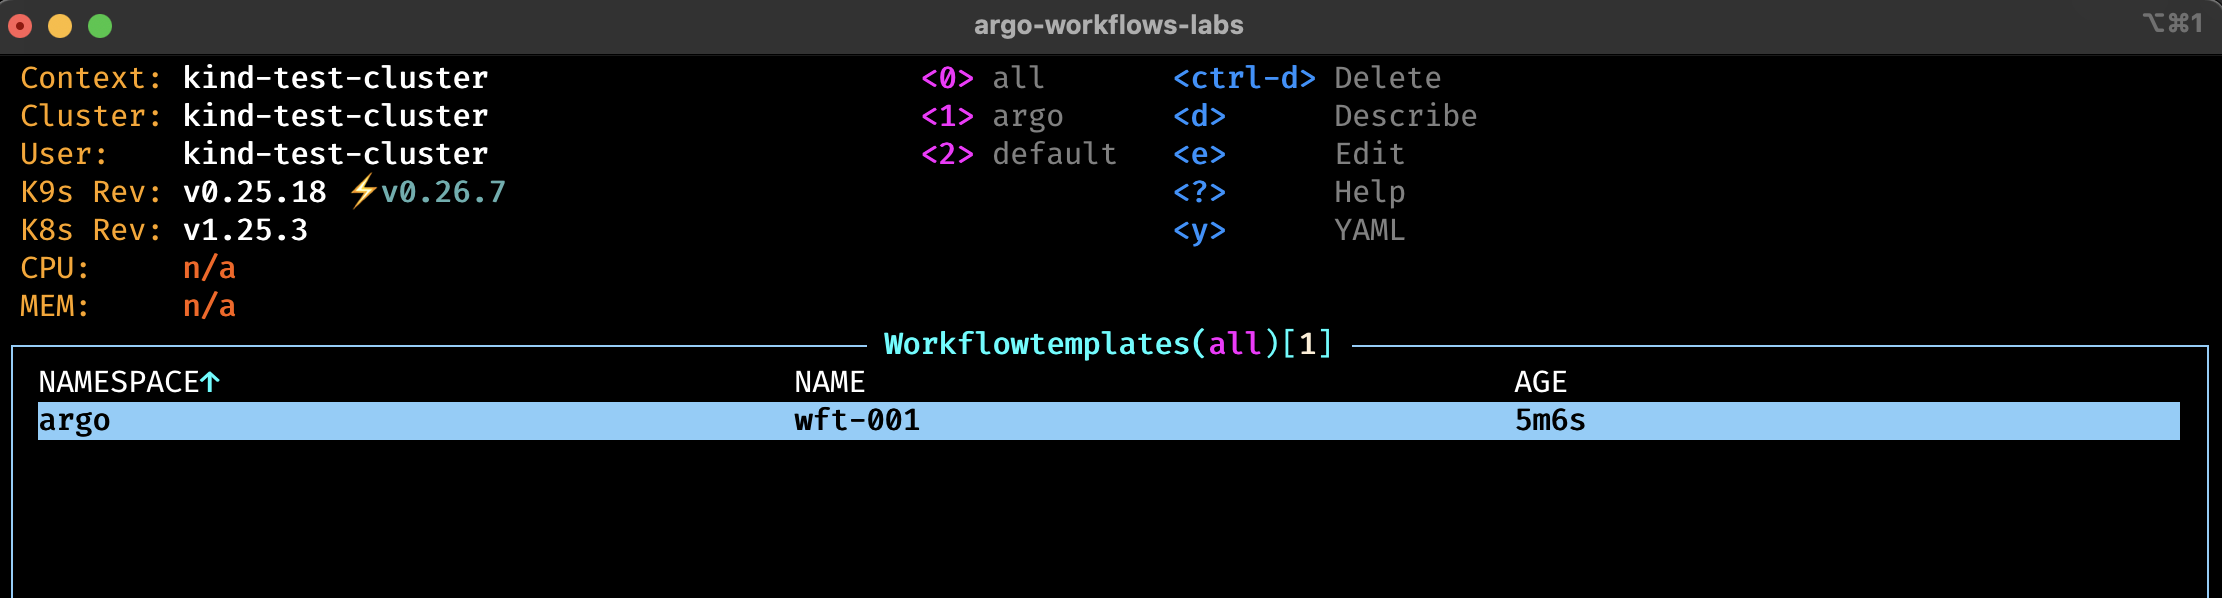 argo-workflows-labs ⌥⌘1
Context: kind-test-cluster <0> all <ctrl-d> Delete
Cluster: kind-test-cluster <1> argo <d> Describe
User: kind-test-cluster <2> default <e> Edit
K9s Rev: v0.25.18 ⚡v0.26.7 <?> Help
K8s Rev: v1.25.3 <y> YAML
CPU: n/a
MEM: n/a
Workflowtemplates(all)[1]
NAMESPACE↑ NAME AGE
argo wft-001 5m6s